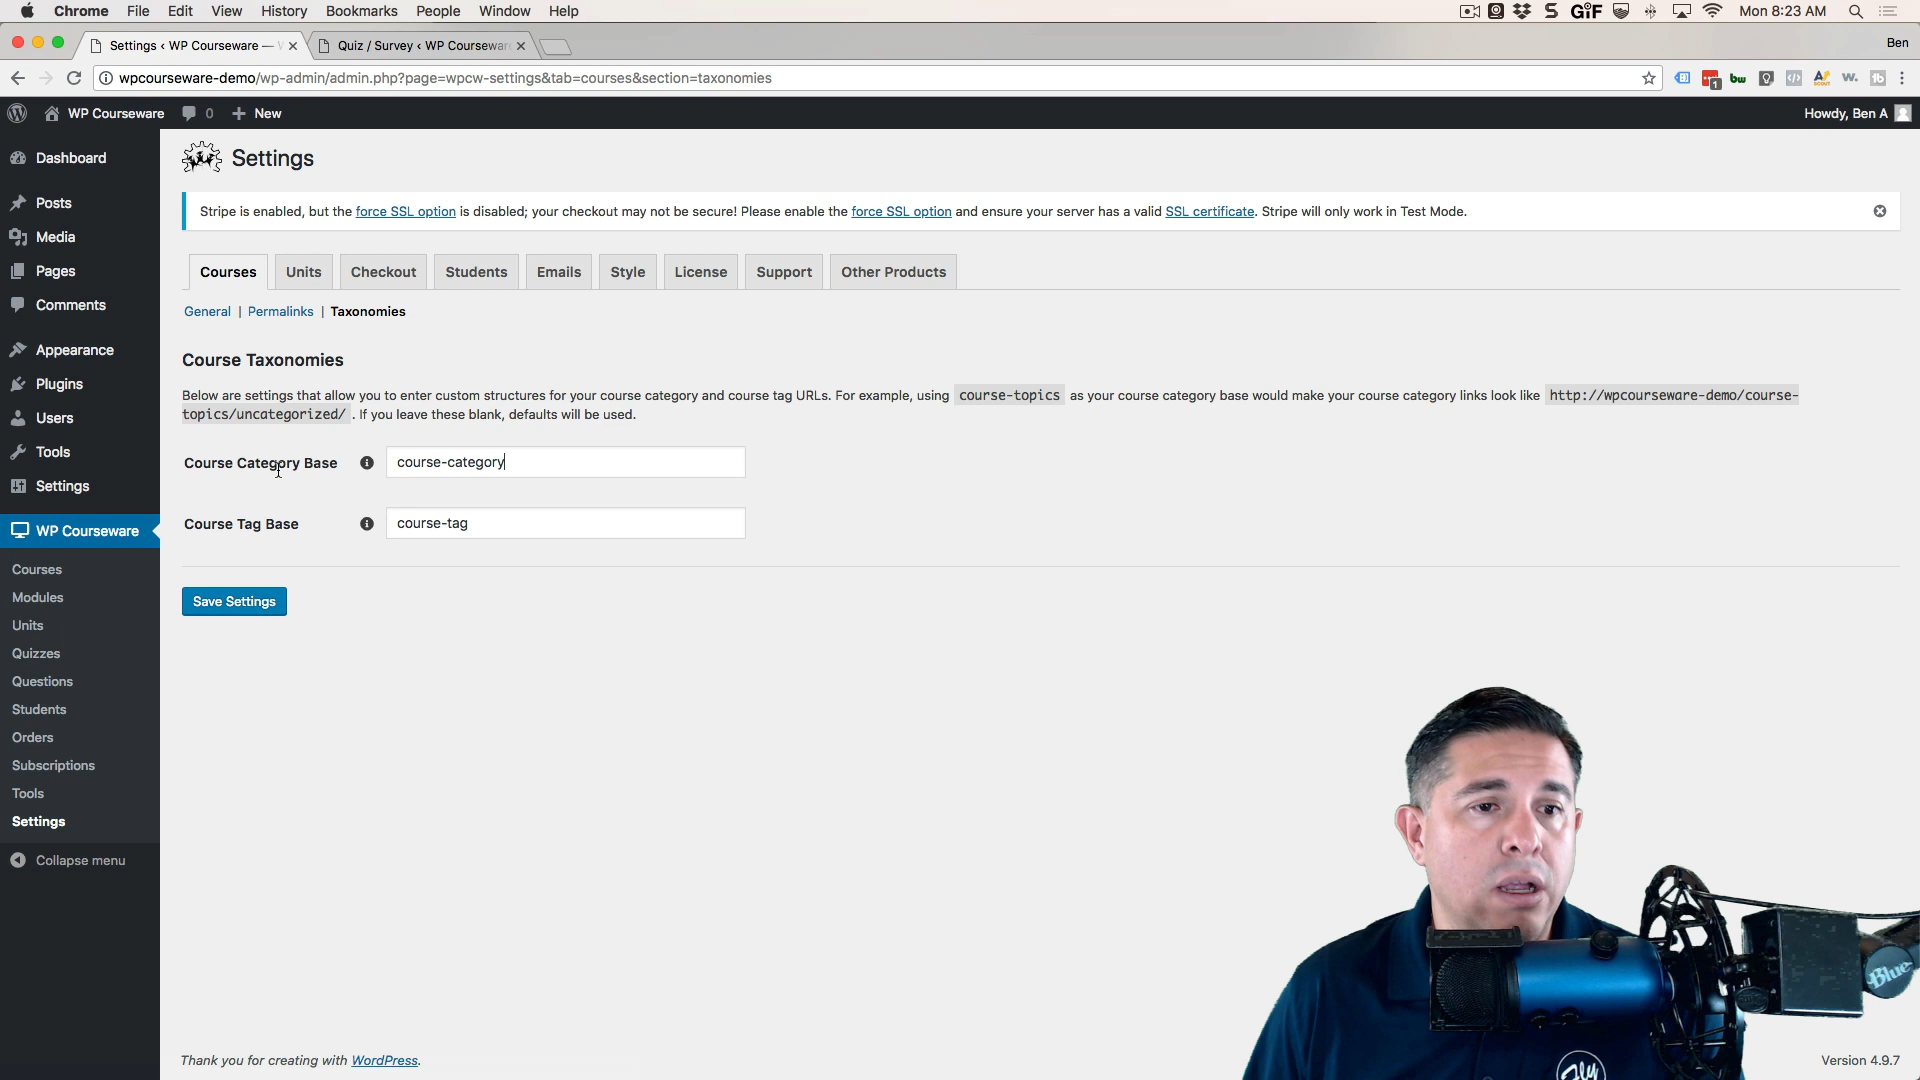 Chrome File Edit View History Bookmarks People Window Help
GIF Mon 8:23 AM
Settings ‹ WP Courseware —
Quiz / Survey ‹ WP Courseware
Ben
wpcourseware-demo/wp-admin/admin.php?page=wpcw-settings&tab=courses&section=taxonomies
1 bw w. tb
WP Courseware 0 New
Howdy, Ben A
Dashboard
Posts
Media
Pages
Comments
Appearance
Plugins
Users
Tools
Settings
WP Courseware
Courses
Modules
Units
Quizzes
Questions
Students
Orders
Subscriptions
Tools
Settings
Collapse menu
Settings
Stripe is enabled, but the force SSL option is disabled; your checkout may not be secure! Please enable the force SSL option and ensure your server has a valid SSL certificate. Stripe will only work in Test Mode.
Courses Units Checkout Students Emails Style License Support Other Products
General | Permalinks | Taxonomies
Course Taxonomies
Below are settings that allow you to enter custom structures for your course category and course tag URLs. For example, using course-topics as your course category base would make your course category links look like http://wpcourseware-demo/course-
topics/uncategorized/ . If you leave these blank, defaults will be used.
Course Category Base course-category
Course Tag Base course-tag
Save Settings
Blue
Fly
Thank you for creating with WordPress.
Version 4.9.7